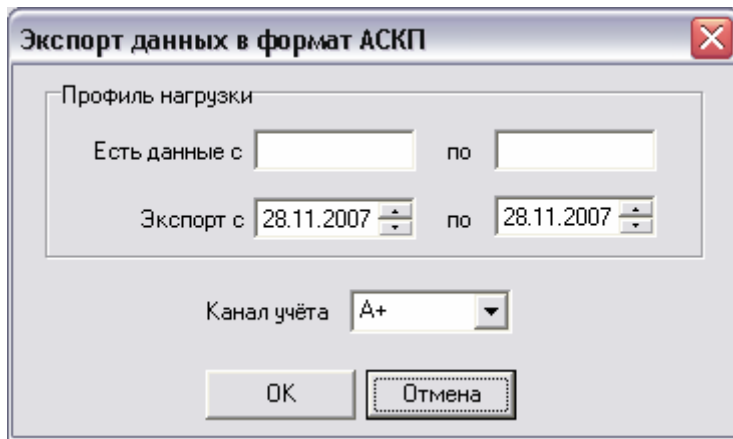 Экспорт данных в формат АСКП
Профиль нагрузки
Есть данные с по
Экспорт с 28.11.2007 по 28.11.2007
Канал учёта A+
OK Отмена